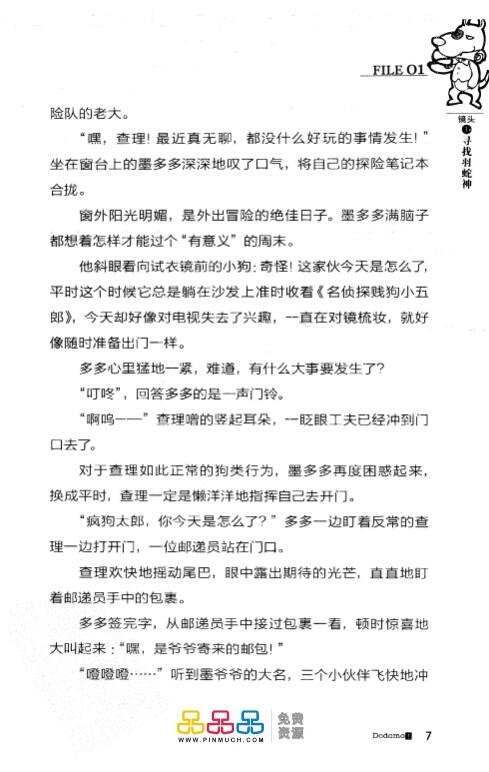 FILE 01
镜头
1
寻找羽蛇神
险队的老大。
“嘿，查理！最近真无聊，都没什么好玩的事情发生！”
坐在窗台上的墨多多深深地叹了口气，将自己的探险笔记本
合拢。
窗外阳光明媚，是外出冒险的绝佳日子。墨多多满脑子
都想着怎样才能过个“有意义”的周末。
他斜眼看向试衣镜前的小狗：奇怪！这家伙今天是怎么了，
平时这个时候它总是躺在沙发上准时收看《名侦探贱狗小五
郎》，今天却好像对电视失去了兴趣，一直在对镜梳妆，就好
像随时准备出门一样。
多多心里猛地一紧，难道，有什么大事要发生了？
“叮咚”，回答多多的是一声门铃。
“啊呜——”查理噌的竖起耳朵，一眨眼工夫已经冲到门
口去了。
对于查理如此正常的狗类行为，墨多多再度困惑起来，
换成平时，查理一定是懒洋洋地指挥自己去开门。
“疯狗太郎，你今天是怎么了？”多多一边盯着反常的查
理一边打开门，一位邮递员站在门口。
查理欢快地摇动尾巴，眼中露出期待的光芒，直直地盯
着邮递员手中的包裹。
多多签完字，从邮递员手中接过包裹一看，顿时惊喜地
大叫起来：“嘿，是爷爷寄来的邮包！”
“噔噔噔……”听到墨爷爷的大名，三个小伙伴飞快地冲
品品品 免费
资源
WWW.PINMUCH.COM
Dodomo 1 7